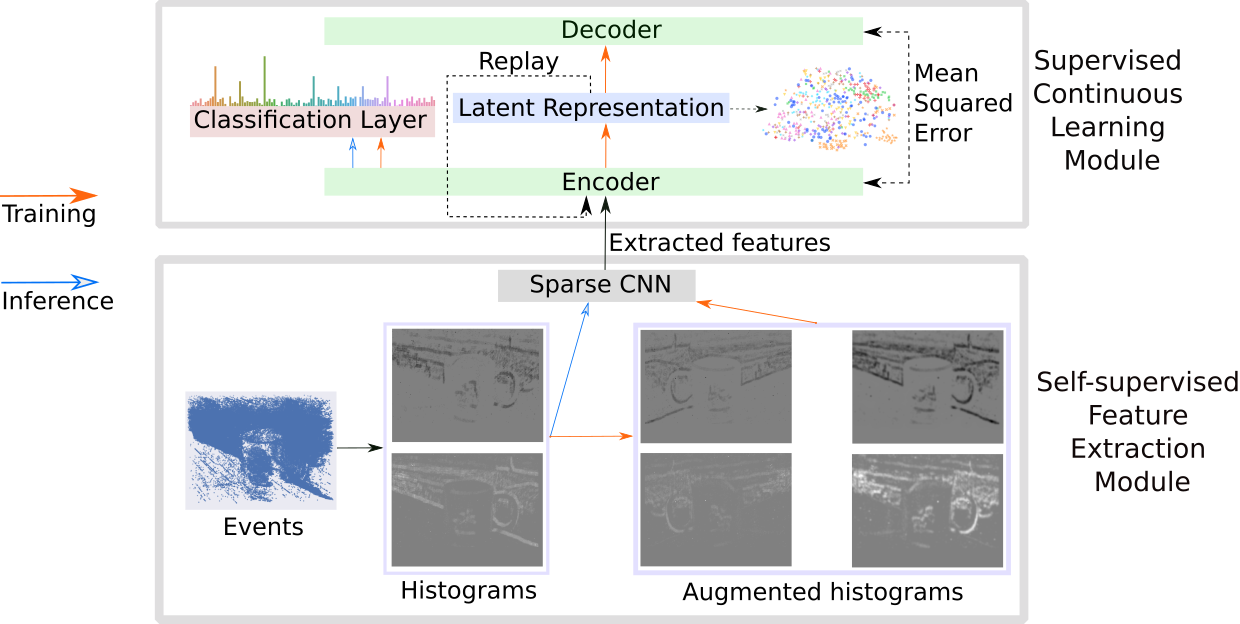 Decoder
Replay
Latent Representation
Classification Layer
Mean
Squared
Error
Encoder
Supervised
Continuous
Learning
Module
Training
Inference
Extracted features
Sparse CNN
Events
Histograms
Augmented histograms
Self-supervised
Feature
Extraction
Module